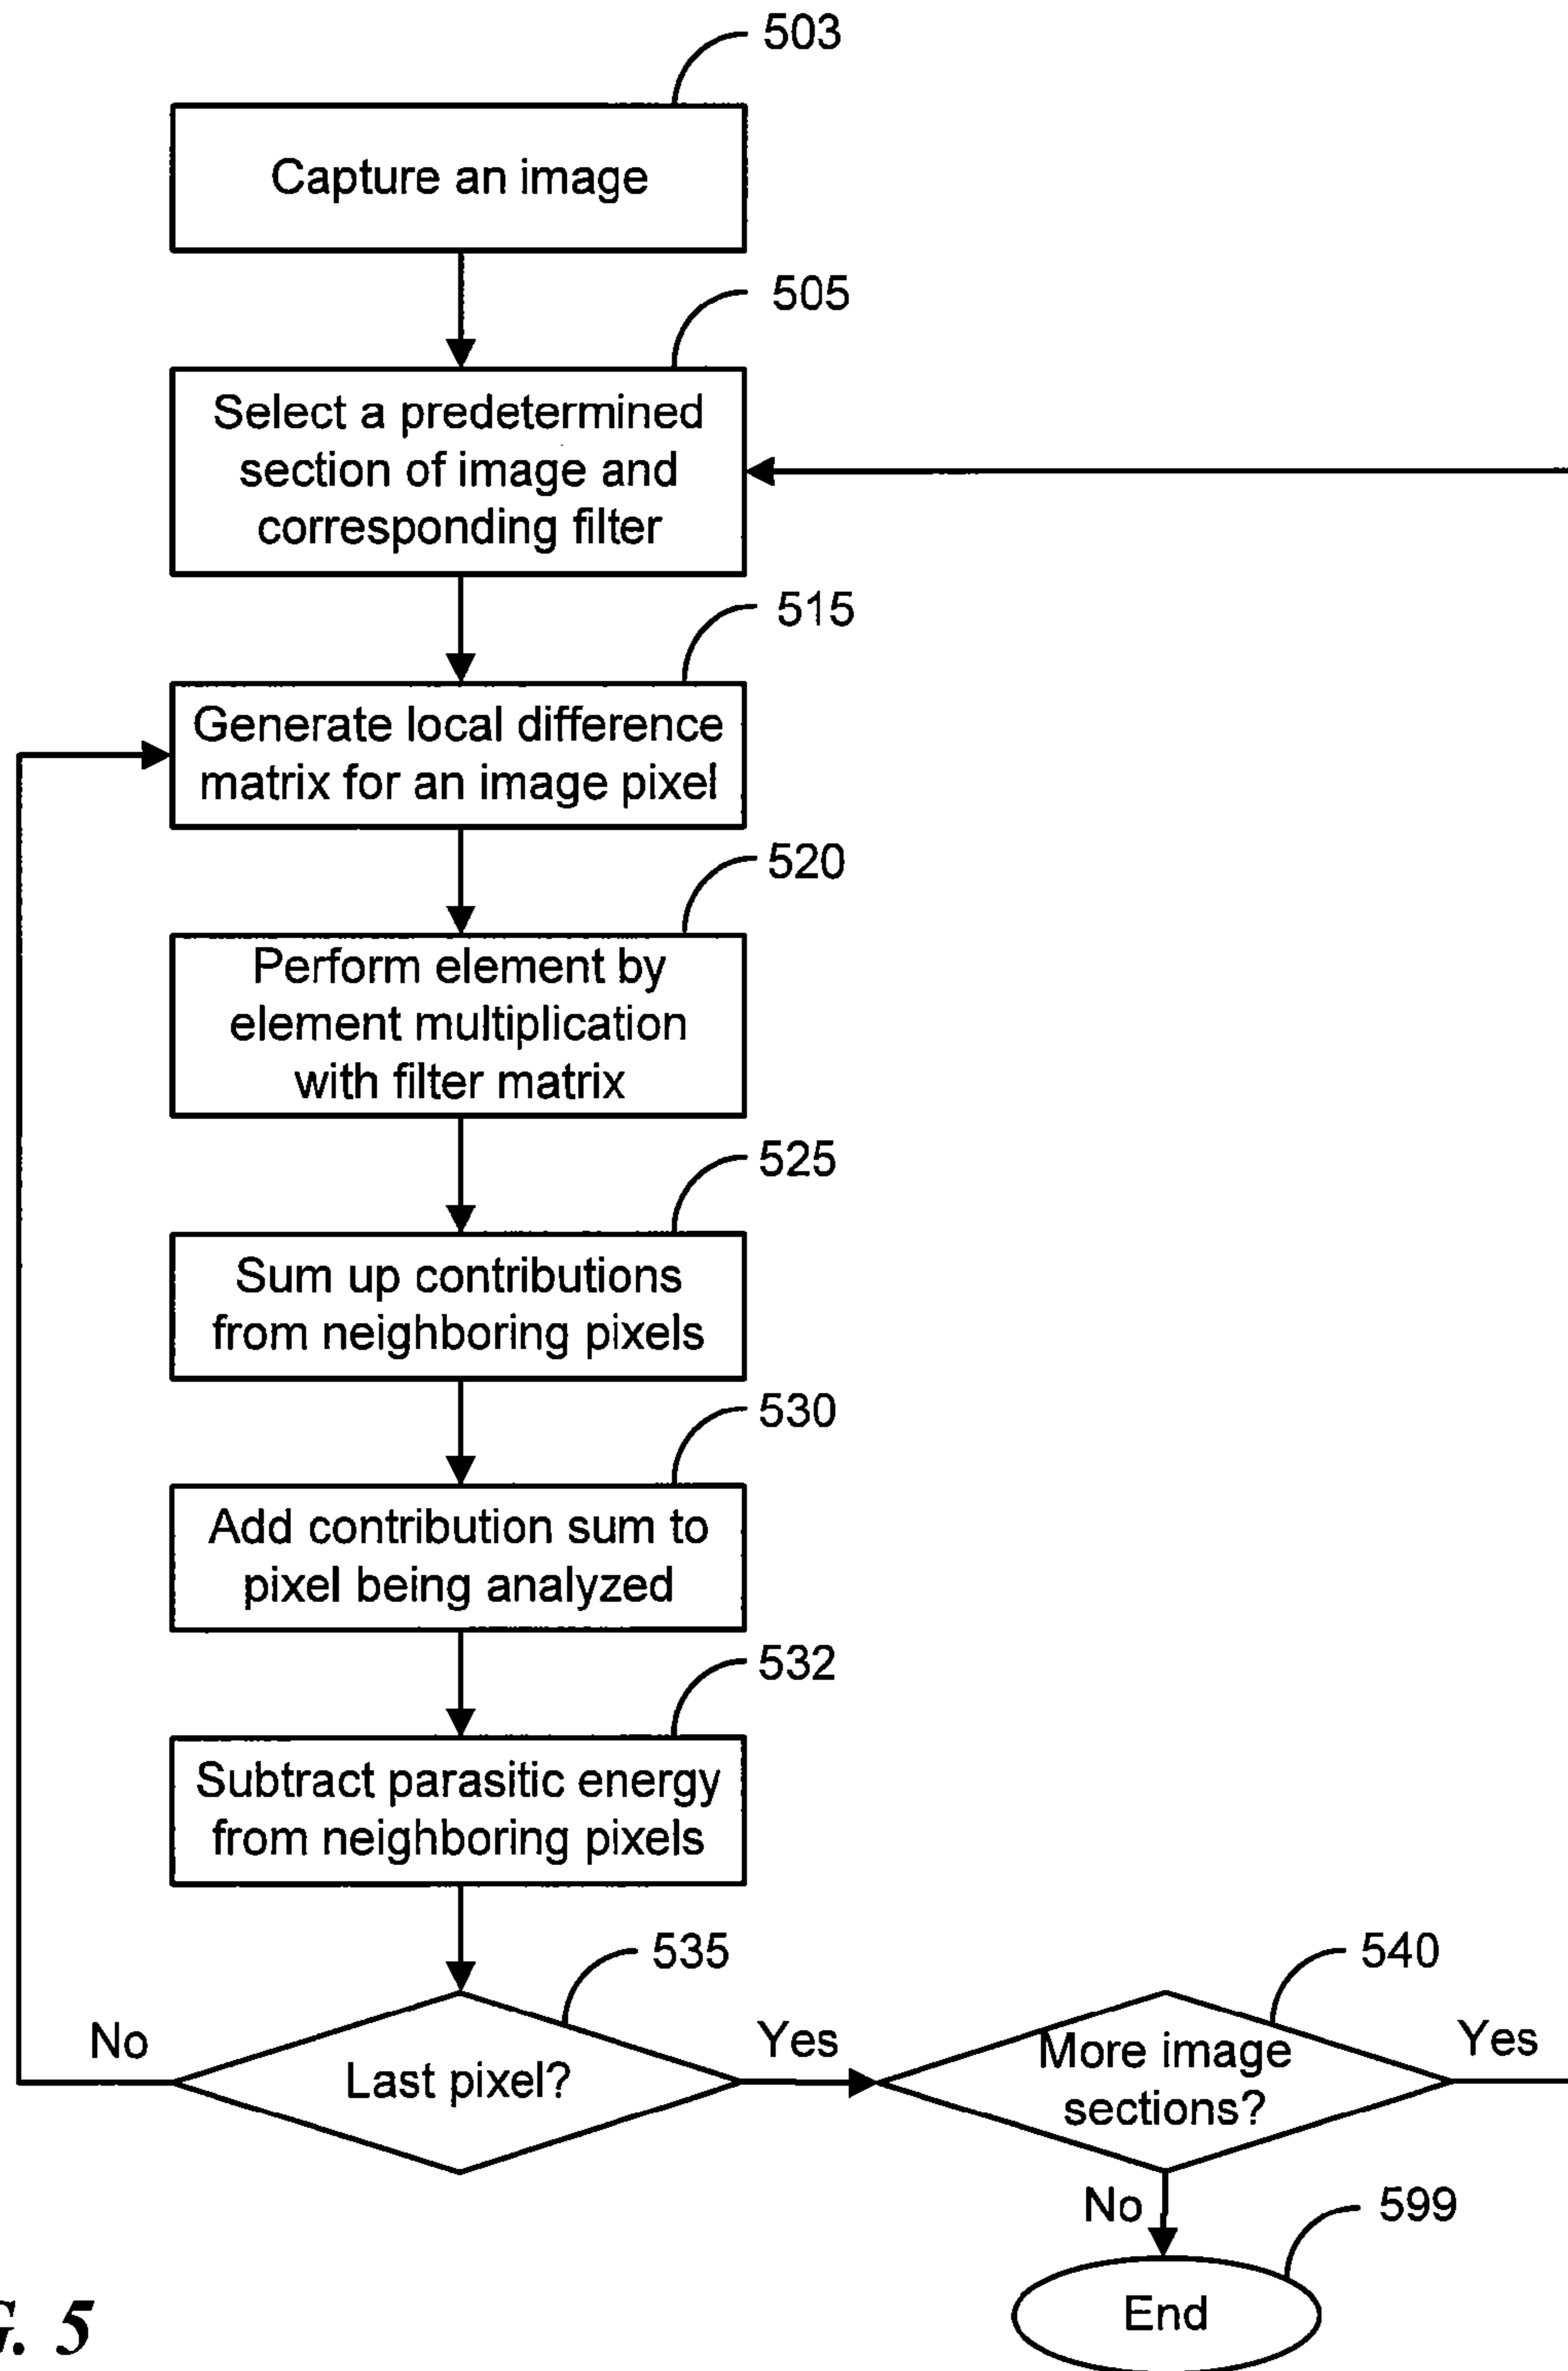 503
Capture an image
505
Select a predetermined
section of image and
corresponding filter
515
Generate local difference
matrix for an image pixel
520
Perform element by
element multiplication
with filter matrix
525
Sum up contributions
from neighboring pixels
530
Add contribution sum to
pixel being analyzed
532
Subtract parasitic energy
from neighboring pixels
535
No
Last pixel?
Yes
540
More image
sections?
Yes
No
599
End
G. 5